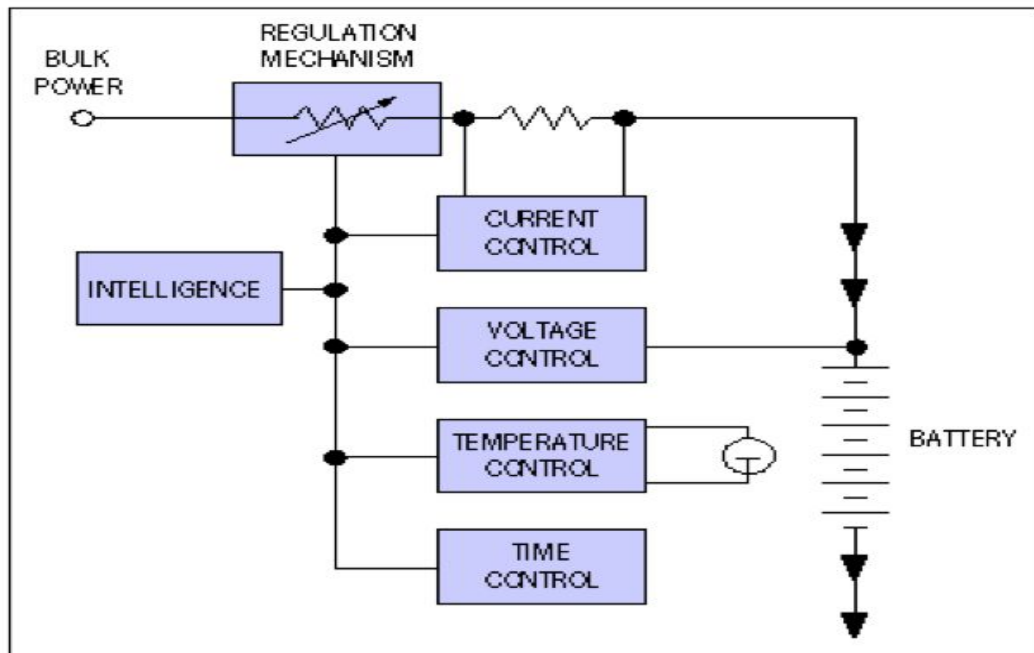 BULK
POWER
REGULATION
MECHANISM
CURRENT
CONTROL
INTELLIGENCE
VOLTAGE
CONTROL
TEMPERATURE
CONTROL
BATTERY
TIME
CONTROL